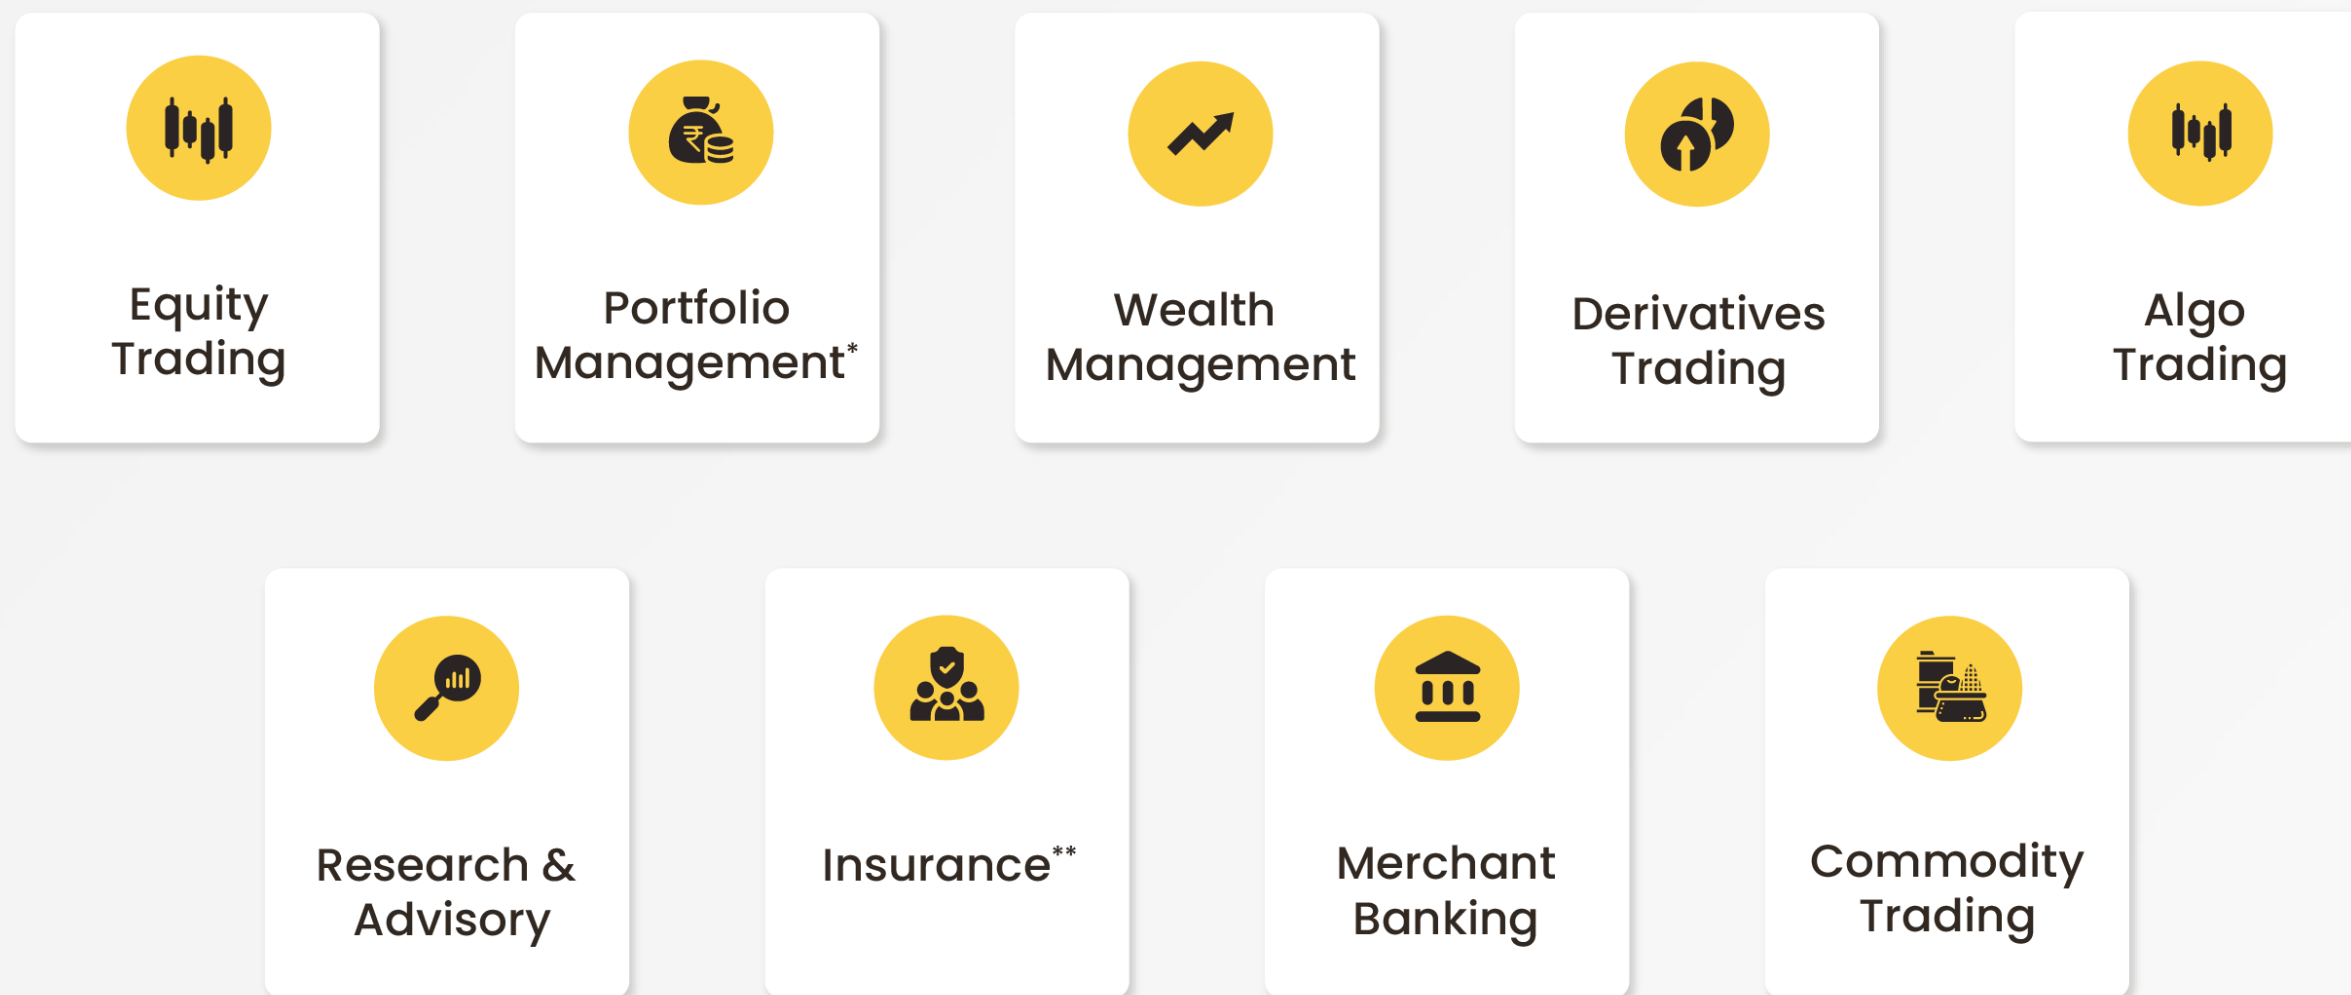 Equity
Trading
Portfolio
Management*
Wealth
Management
Derivatives
Trading
Algo
Trading
Research &
Advisory
Insurance**
Merchant
Banking
Commodity
Trading